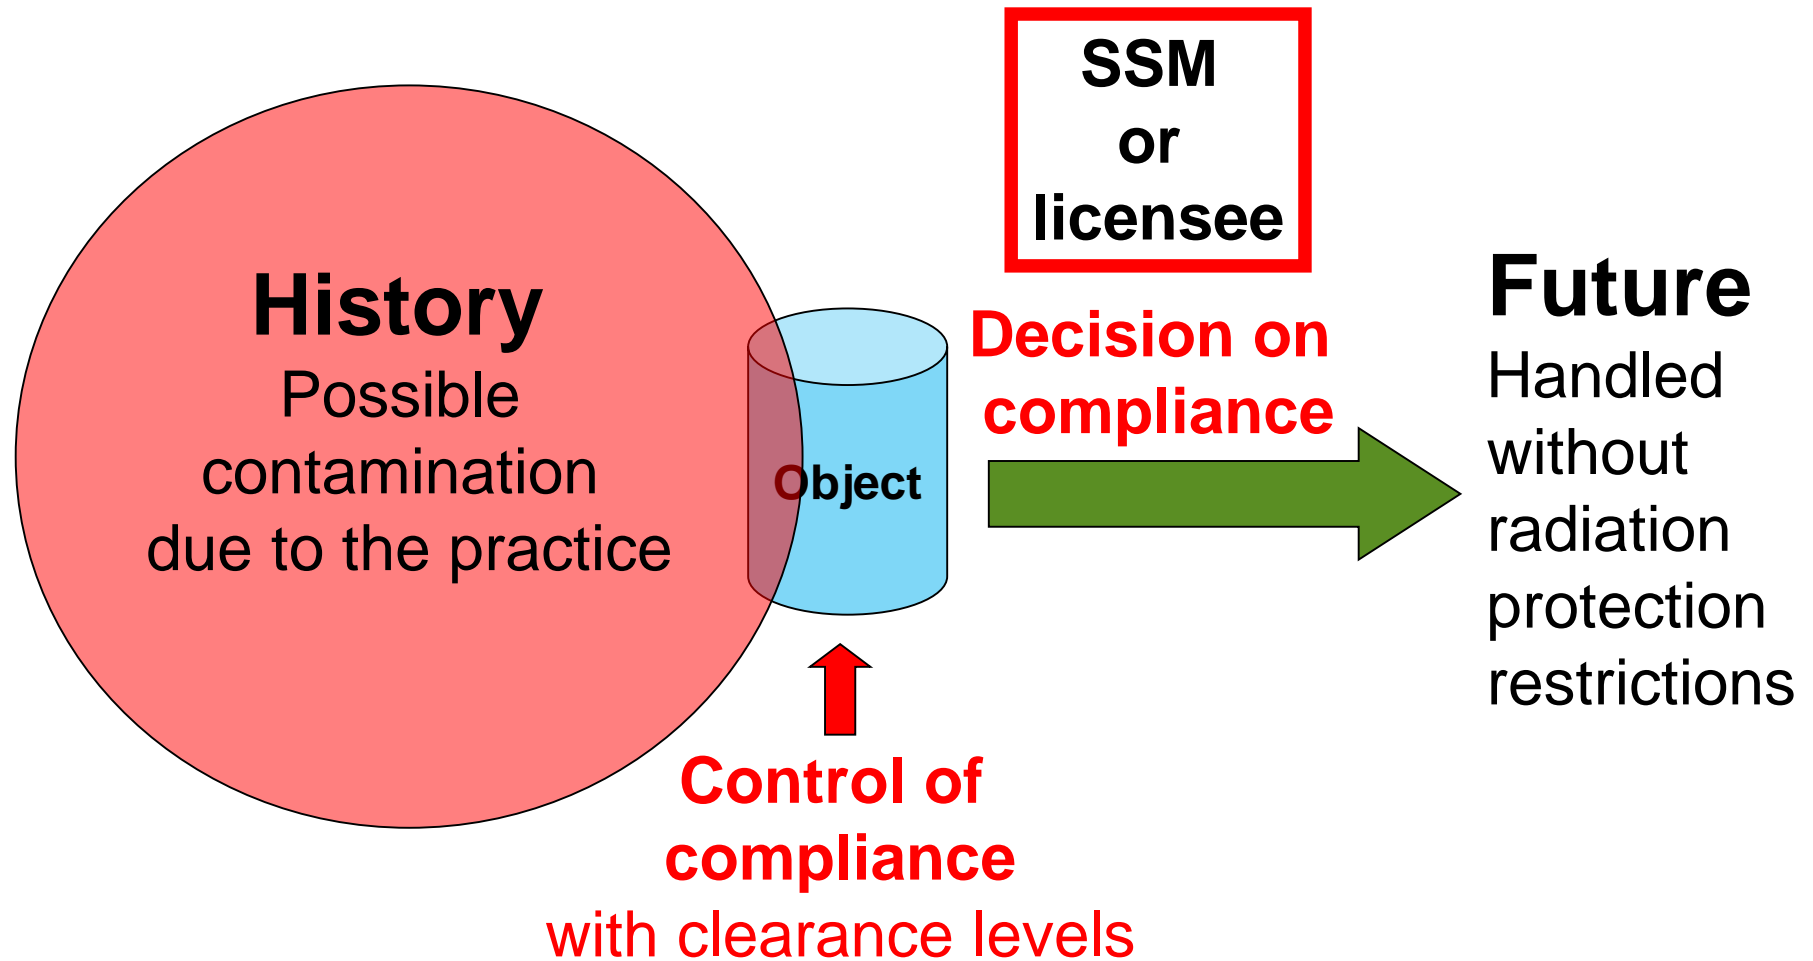 SSM
or
licensee
History
Possible
contamination
due to the practice
Object
Decision on
compliance
Future
Handled
without
radiation
protection
restrictions
Control of
compliance
with clearance levels